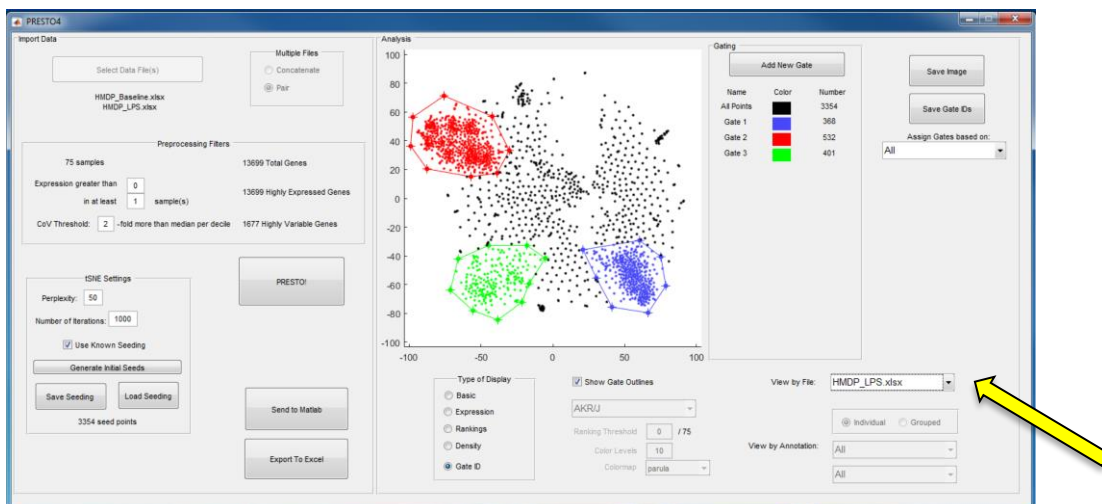 PRESTO4
Import Data
Select Data File(s)
HMDP_Baseline.xlsx
HMDP_LPS.xlsx
Multiple Files
Concatenate
Pair
Preprocessing Filters
75 samples
13699 Total Genes
Expression greater than 0
in at least 1 sample(s)
13699 Highly Expressed Genes
CoV Threshold: 2 -fold more than median per decile
1677 Highly Variable Genes
tSNE Settings
Perplexity: 50
Number of Iterations: 1000
Use Known Seeding
Generate Initial Seeds
Save Seeding
Load Seeding
3354 seed points
PRESTO!
Send to Matlab
Export To Excel
Analysis
100
80
60
40
20
0
-20
-40
-60
-80
-100
-100 -50 0 50 100
Gating
Add New Gate
Name Color Number
All Points 3354
Gate 1 368
Gate 2 532
Gate 3 401
Save Image
Save Gate IDs
Assign Gates based on:
All
Type of Display
Basic
Expression
Rankings
Density
Gate ID
Show Gate Outlines
AKR/J
Ranking Threshold 0 / 75
Color Levels 10
Colormap parula
View by File: HMDP_LPS.xlsx
Individual Grouped
View by Annotation: All
All